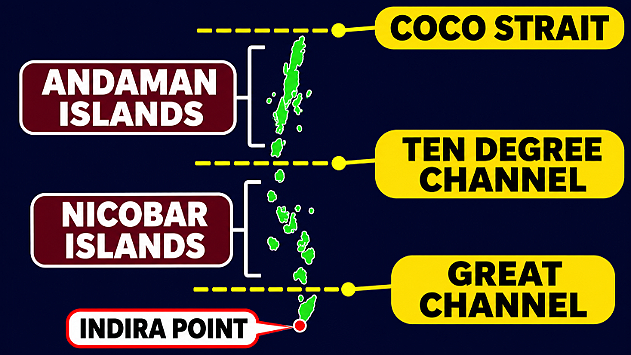 COCO STRAIT
ANDAMAN
ISLANDS
TEN DEGREE
CHANNEL
NICOBAR
ISLANDS
GREAT
CHANNEL
INDIRA POINT